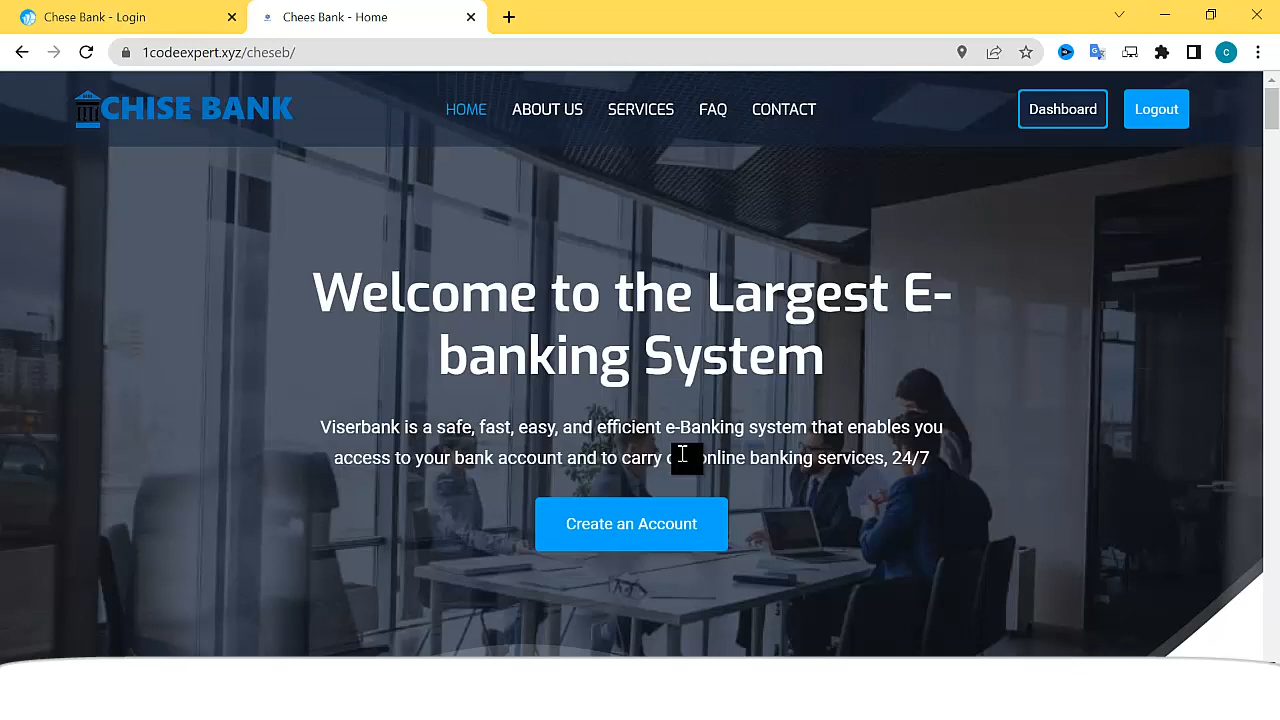 Chese Bank - Login
Chees Bank - Home
1codeexpert.xyz/cheseb/
C
CHISE BANK
HOME
ABOUT US
SERVICES
FAQ
CONTACT
Dashboard
Logout
Welcome to the Largest E-
banking System
Viserbank is a safe, fast, easy, and efficient e-Banking system that enables you
access to your bank account and to carry online banking services, 24/7
Create an Account